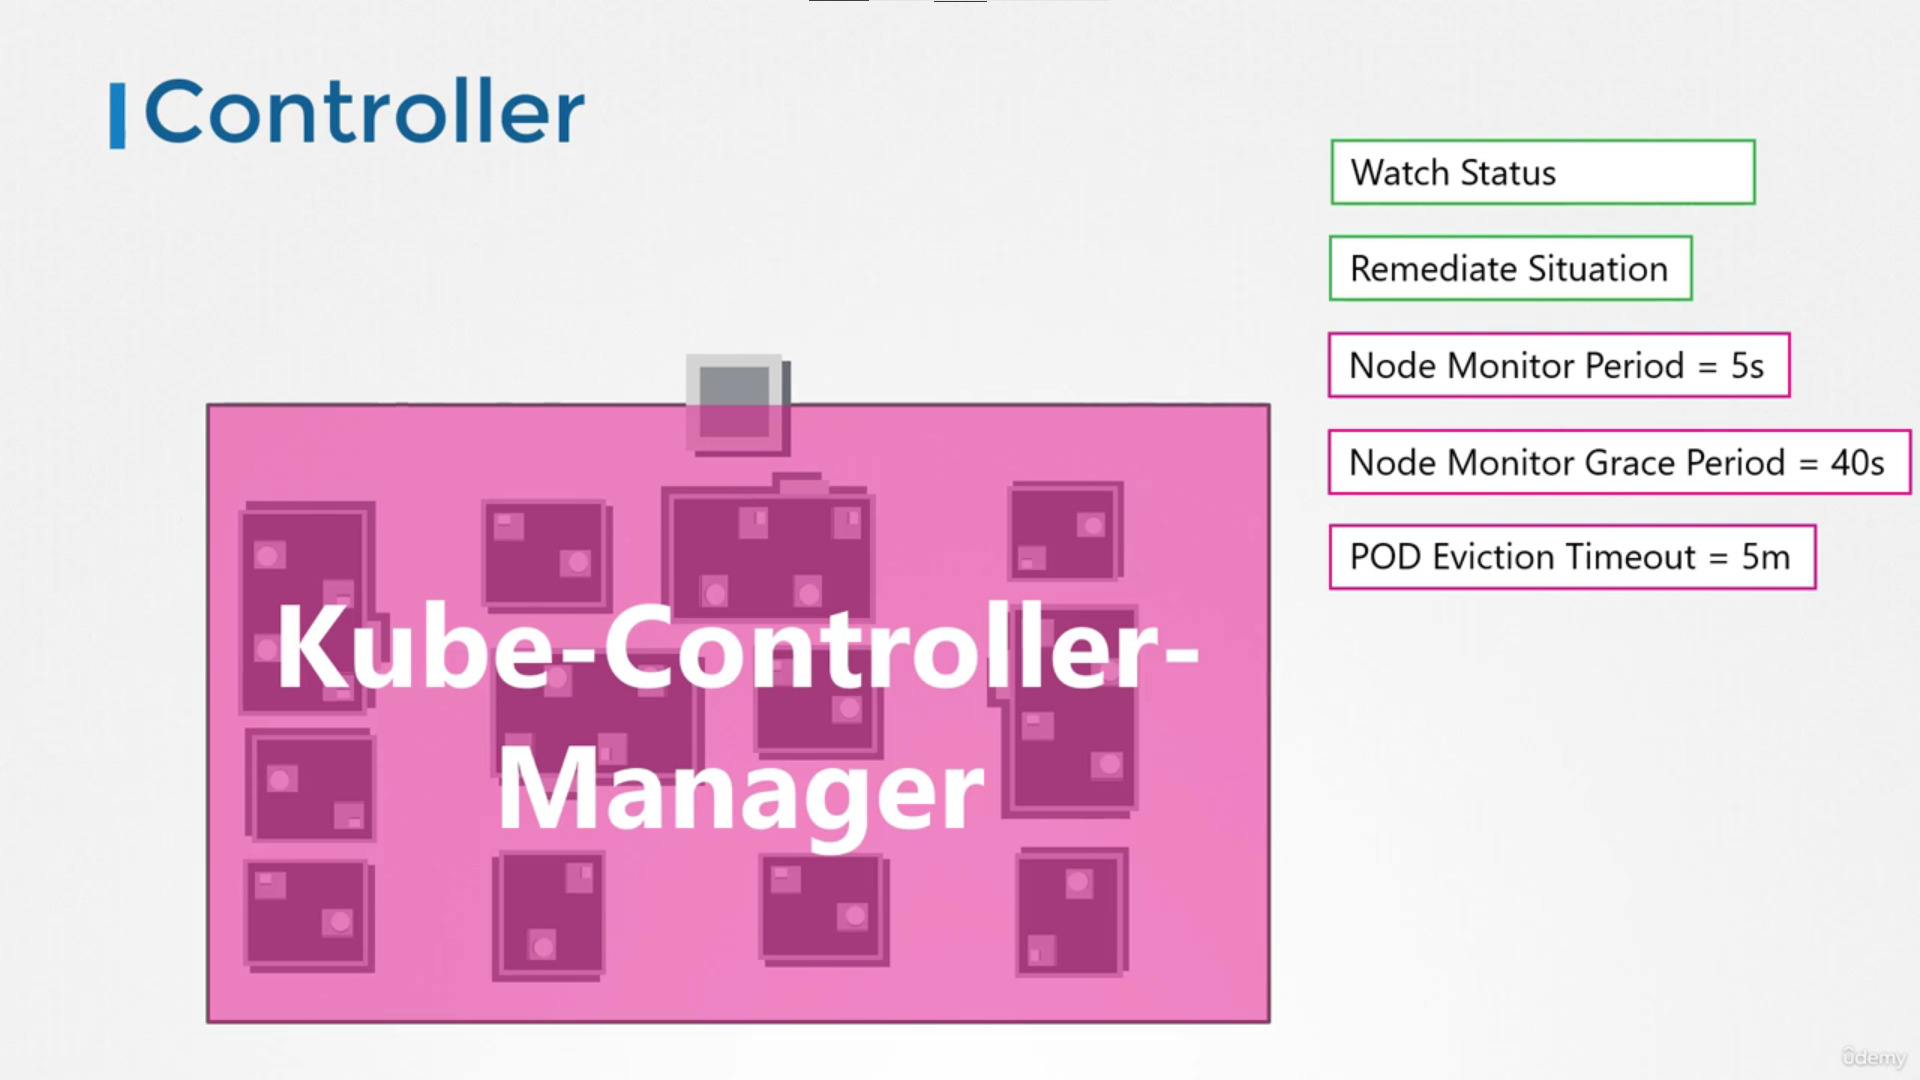 Controller
Watch Status
Remediate Situation
Node Monitor Period = 5s
Node Monitor Grace Period = 40s
POD Eviction Timeout = 5m
Kube-Controller-
Manager
ûdemy